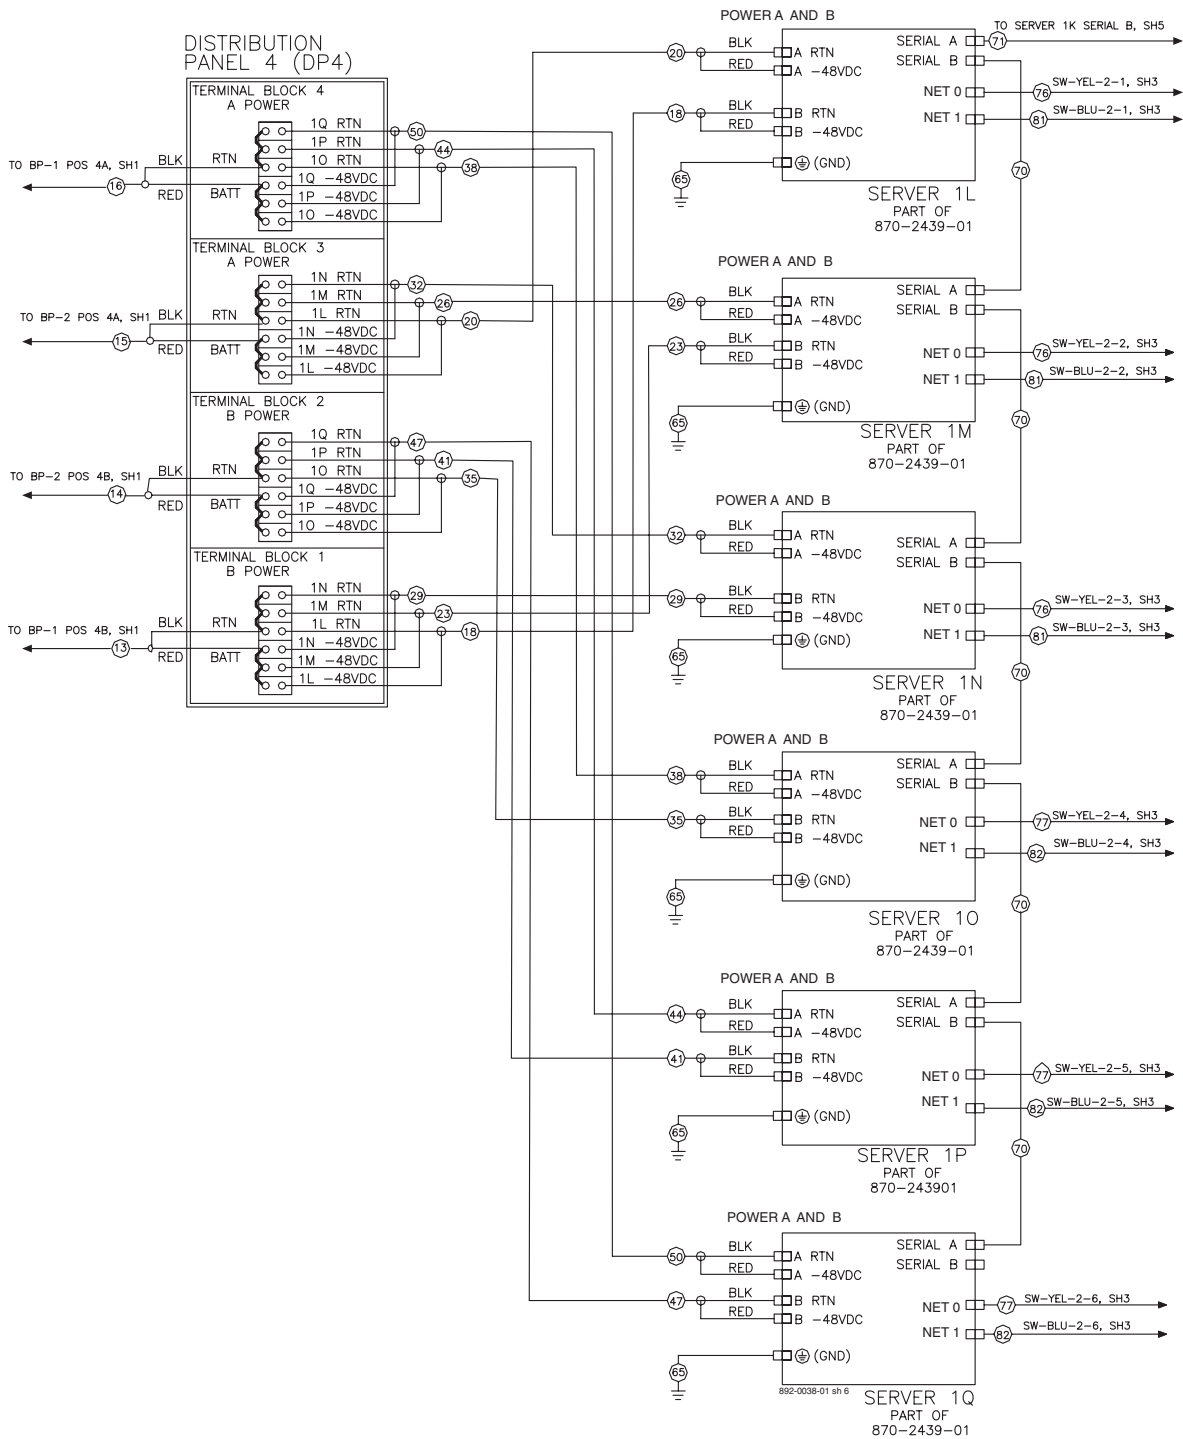 DISTRIBUTION
PANEL 4 (DP4)
TERMINAL BLOCK 4
A POWER
1Q RTN
50
1P RTN
44
1O RTN
38
1Q -48VDC
1P -48VDC
1O -48VDC
TO BP-1 POS 4A, SH1
16
BLK
RED
RTN
BATT
TERMINAL BLOCK 3
A POWER
1N RTN
32
1M RTN
26
1L RTN
20
1N -48VDC
1M -48VDC
1L -48VDC
TO BP-2 POS 4A, SH1
15
BLK
RED
RTN
BATT
TERMINAL BLOCK 2
B POWER
1Q RTN
47
1P RTN
41
1O RTN
35
1Q -48VDC
1P -48VDC
1O -48VDC
TO BP-2 POS 4B, SH1
14
BLK
RED
RTN
BATT
TERMINAL BLOCK 1
B POWER
1N RTN
29
1M RTN
23
1L RTN
18
1N -48VDC
1M -48VDC
1L -48VDC
TO BP-1 POS 4B, SH1
13
BLK
RED
RTN
BATT
POWER A AND B
20
BLK
RED
A RTN
A -48VDC
18
BLK
RED
B RTN
B -48VDC
65
(GND)
SERIAL A
71
TO SERVER 1K SERIAL B, SH5
SERIAL B
NET 0
76
SW-YEL-2-1, SH3
NET 1
81
SW-BLU-2-1, SH3
70
SERVER 1L
PART OF
870-2439-01
POWER A AND B
26
BLK
RED
A RTN
A -48VDC
23
BLK
RED
B RTN
B -48VDC
65
(GND)
SERIAL A
SERIAL B
NET 0
76
SW-YEL-2-2, SH3
NET 1
81
SW-BLU-2-2, SH3
70
SERVER 1M
PART OF
870-2439-01
POWER A AND B
32
BLK
RED
A RTN
A -48VDC
29
BLK
RED
B RTN
B -48VDC
65
(GND)
SERIAL A
SERIAL B
NET 0
76
SW-YEL-2-3, SH3
NET 1
81
SW-BLU-2-3, SH3
70
SERVER 1N
PART OF
870-2439-01
POWER A AND B
38
BLK
RED
A RTN
A -48VDC
35
BLK
RED
B RTN
B -48VDC
65
(GND)
SERIAL A
SERIAL B
NET 0
77
SW-YEL-2-4, SH3
NET 1
82
SW-BLU-2-4, SH3
70
SERVER 1O
PART OF
870-2439-01
POWER A AND B
44
BLK
RED
A RTN
A -48VDC
41
BLK
RED
B RTN
B -48VDC
65
(GND)
SERIAL A
SERIAL B
NET 0
77
SW-YEL-2-5, SH3
NET 1
82
SW-BLU-2-5, SH3
70
SERVER 1P
PART OF
870-243901
POWER A AND B
50
BLK
RED
A RTN
A -48VDC
47
BLK
RED
B RTN
B -48VDC
65
(GND)
SERIAL A
SERIAL B
NET 0
77
SW-YEL-2-6, SH3
NET 1
82
SW-BLU-2-6, SH3
892-0038-01 sh 6
SERVER 1Q
PART OF
870-2439-01